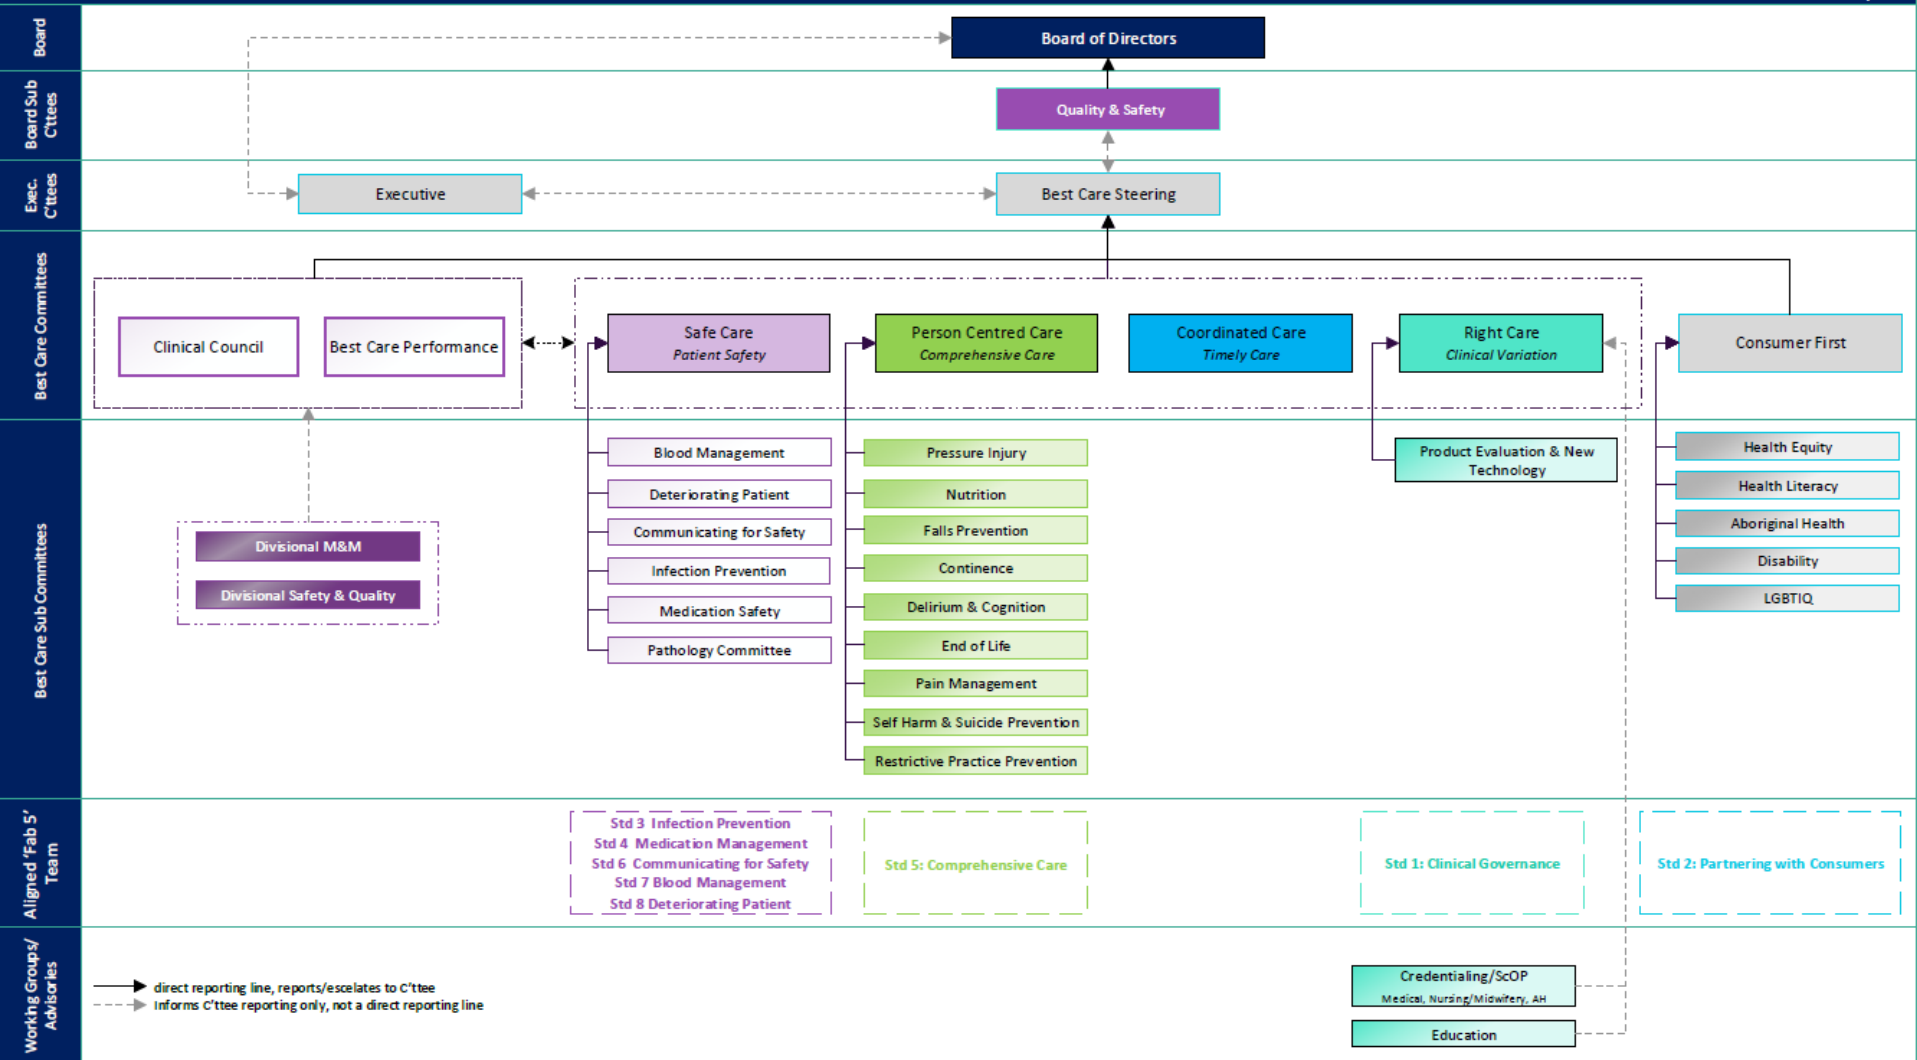 Board
Board of Directors
Board Sub
C'ttees
Quality & Safety
Exec.
C'ttees
Executive
Best Care Steering
Best Care Committees
Clinical Council
Best Care Performance
Safe Care
Patient Safety
Person Centred Care
Comprehensive Care
Coordinated Care
Timely Care
Right Care
Clinical Variation
Consumer First
Best Care Sub Committees
Divisional M&M
Divisional Safety & Quality
Blood Management
Deteriorating Patient
Communicating for Safety
Infection Prevention
Medication Safety
Pathology Committee
Pressure Injury
Nutrition
Falls Prevention
Continence
Delirium & Cognition
End of Life
Pain Management
Self Harm & Suicide Prevention
Restrictive Practice Prevention
Product Evaluation & New
Technology
Health Equity
Health Literacy
Aboriginal Health
Disability
LGBTIQ
Aligned 'Fab 5'
Team
Std 3 Infection Prevention
Std 4 Medication Management
Std 6 Communicating for Safety
Std 7 Blood Management
Std 8 Deteriorating Patient
Std 5: Comprehensive Care
Std 1: Clinical Governance
Std 2: Partnering with Consumers
Working Groups/
Advisories
direct reporting line, reports/escelates to C'ttee
Informs C'ttee reporting only, not a direct reporting line
Credentialing/ScOP
Medical, Nursing/Midwifery, AH
Education